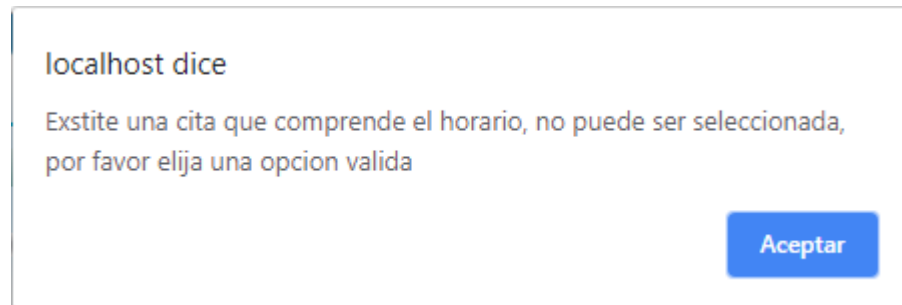 localhost dice
Exstite una cita que comprende el horario, no puede ser seleccionada,
por favor elija una opcion valida
Aceptar